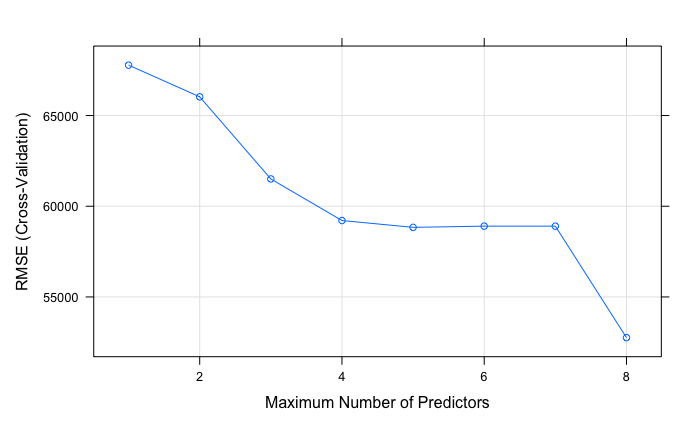 RMSE (Cross-Validation)
65000
60000
55000
2 4 6 8
Maximum Number of Predictors